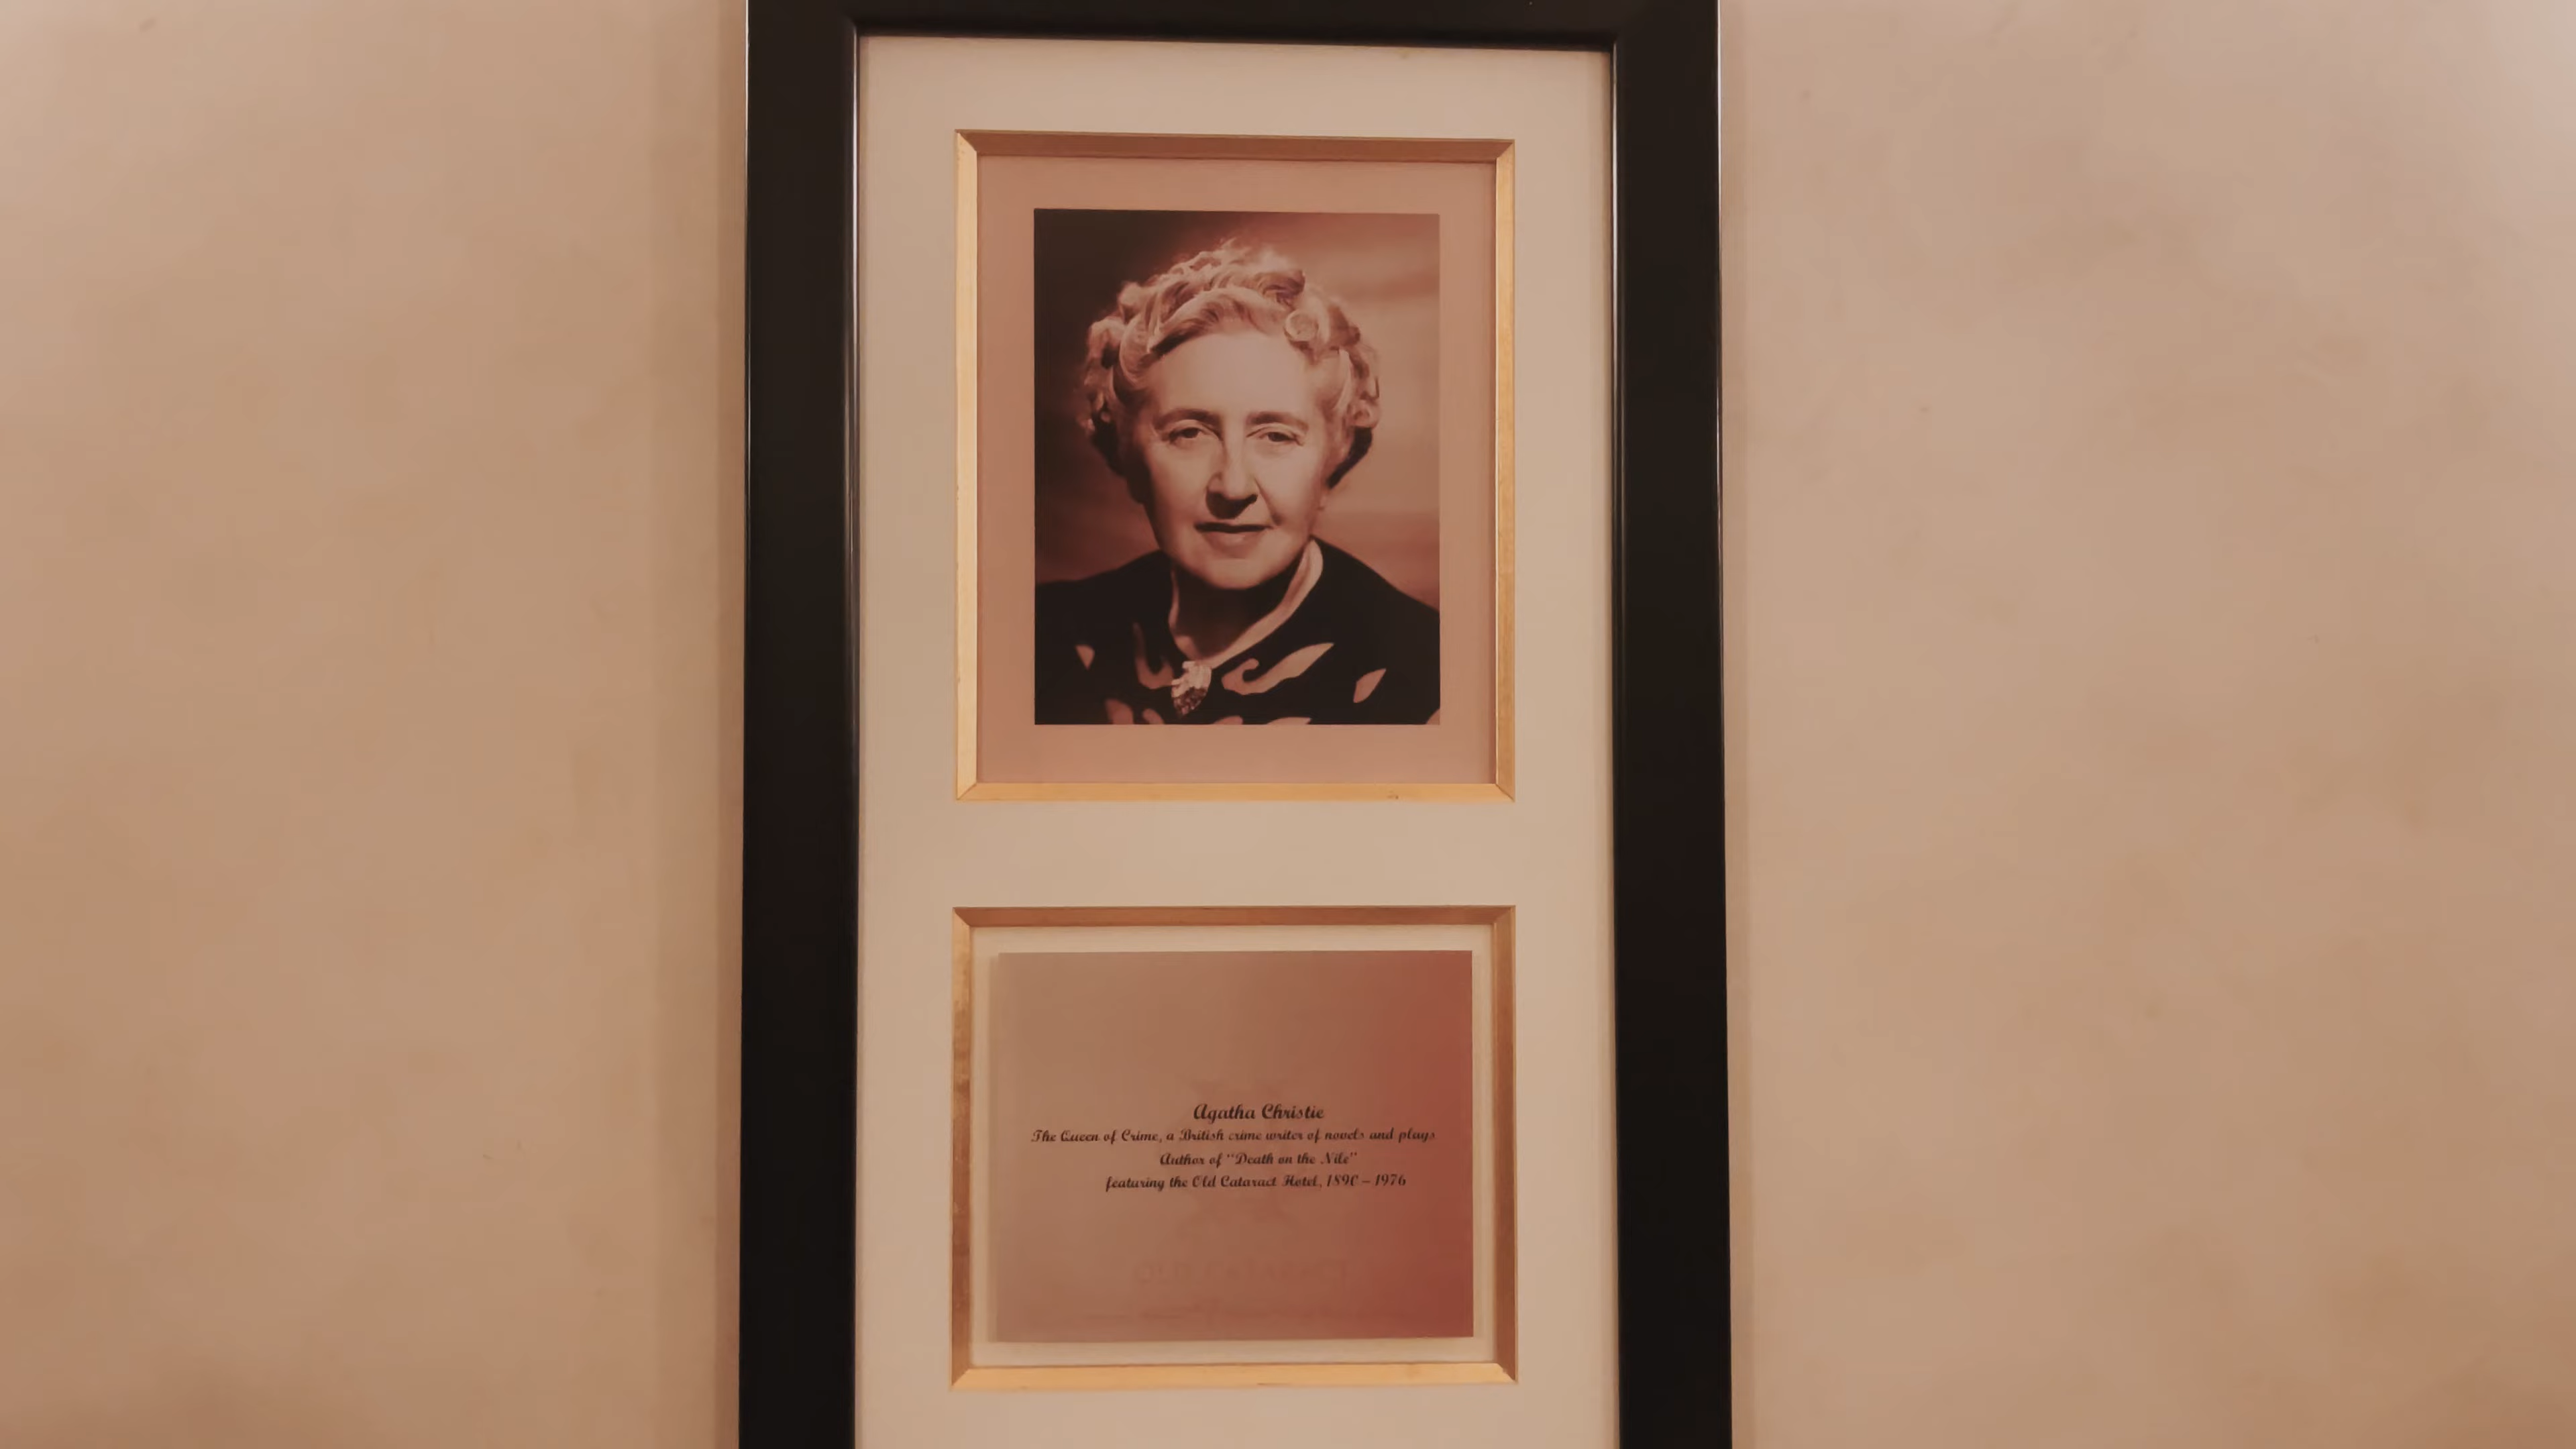 Agatha Christie
The Queen of Crime, a British crime writer of novels and plays
Author of "Death on the Nile"
featuring the Old Cataract Hotel, 1890 – 1976